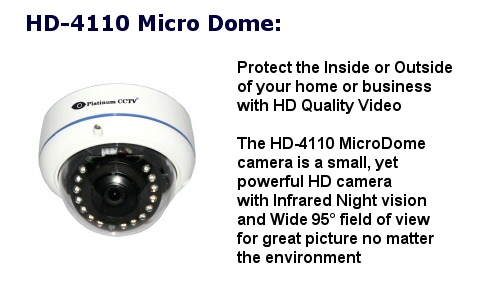 HD-4110 Micro Dome:
Platinum CCTV
Protect the Inside or Outside
of your home or business
with HD Quality Video
The HD-4110 MicroDome
camera is a small, yet
powerful HD camera
with Infrared Night vision
and Wide 95° field of view
for great picture no matter
the environment